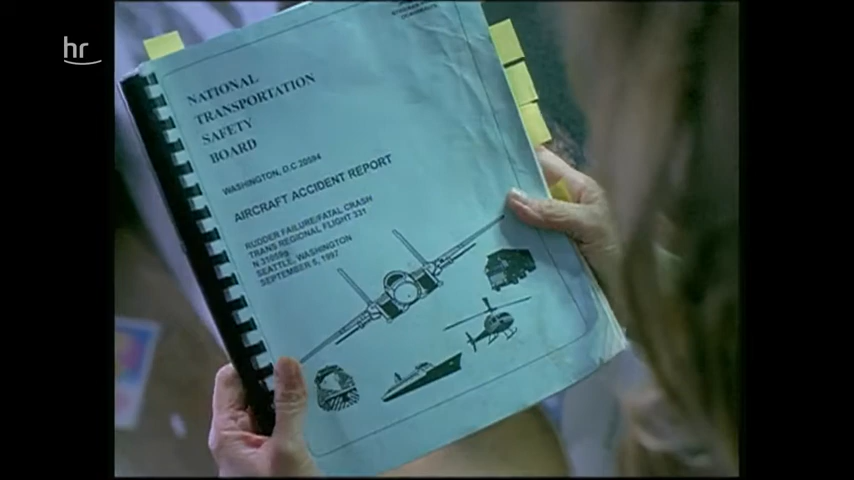 hr
NATIONAL
TRANSPORTATION
SAFETY
BOARD
WASHINGTON, D.C 20594
AIRCRAFT ACCIDENT REPORT
RUDDER FAILURE/FATAL CRASH
TRANS REGIONAL FLIGHT 331
SEATTLE, WASHINGTON
SEPTEMBER 5, 1997